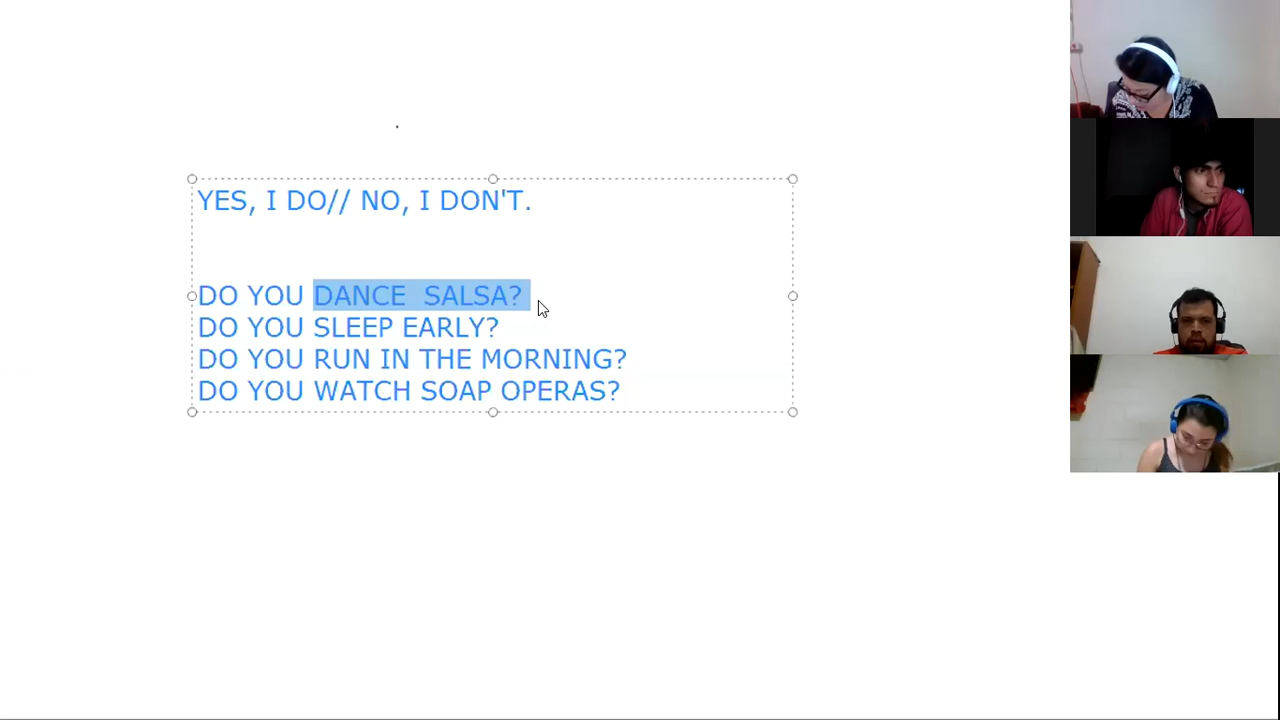 YES, I DO// NO, I DON'T.
DO YOU DANCE  SALSA?
DO YOU SLEEP EARLY?
DO YOU RUN IN THE MORNING?
DO YOU WATCH SOAP OPERAS?